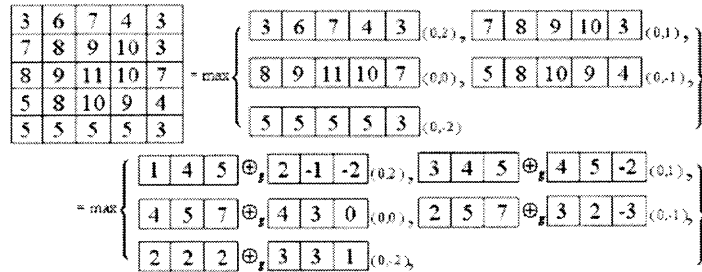 3 6 7 4 3
7 8 9 10 3
8 9 11 10 7
5 8 10 9 4
5 5 5 5 3
= max { 3 6 7 4 3 (0,2), 7 8 9 10 3 (0,1),
8 9 11 10 7 (0,0), 5 8 10 9 4 (0,-1),
5 5 5 5 3 (0,-2) }
= max { 1 4 5 ⊕g 2 -1 -2 (0,2), 3 4 5 ⊕g 4 5 -2 (0,1),
4 5 7 ⊕g 4 3 0 (0,0), 2 5 7 ⊕g 3 2 -3 (0,-1),
2 2 2 ⊕g 3 3 1 (0,-2), }